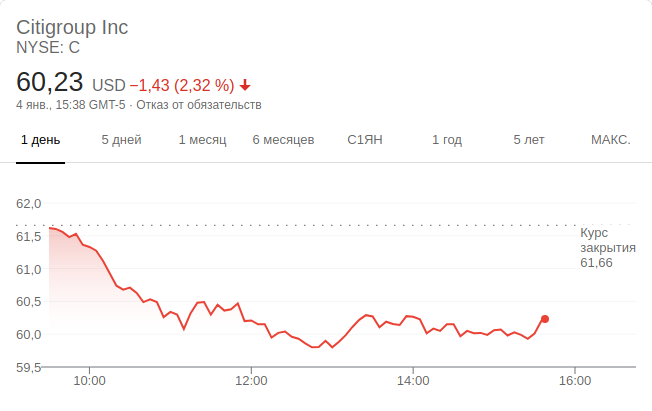 Citigroup Inc
NYSE: C
60,23 USD −1,43 (2,32 %)
4 янв., 15:38 GMT-5 · Отказ от обязательств
1 день 5 дней 1 месяц 6 месяцев С1ЯН 1 год 5 лет МАКС.
62,0
61,5
61,0
60,5
60,0
59,5
Курс
закрытия
61,66
10:00 12:00 14:00 16:00